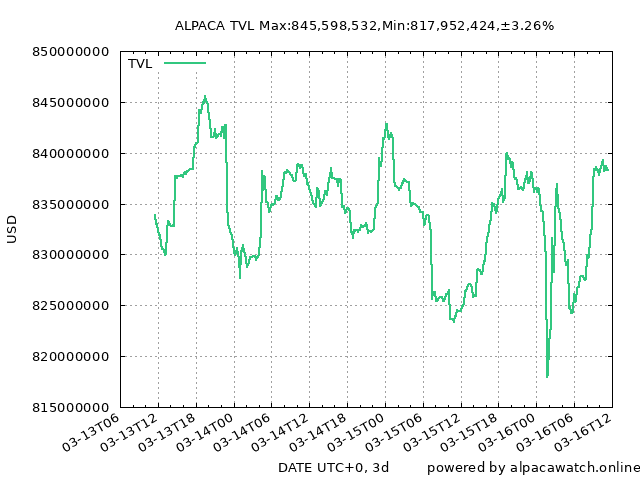 ALPACA TVL Max:845,598,532,Min:817,952,424,±3.26%
850000000
TVL
845000000
840000000
835000000
USD
830000000
825000000
820000000
815000000
03-13T06
03-13T12
03-13T18
03-14T00
03-14T06
03-14T12
03-14T18
03-15T00
03-15T06
03-15T12
03-15T18
03-16T00
03-16T06
03-16T12
DATE UTC+0, 3d
powered by alpacawatch.online